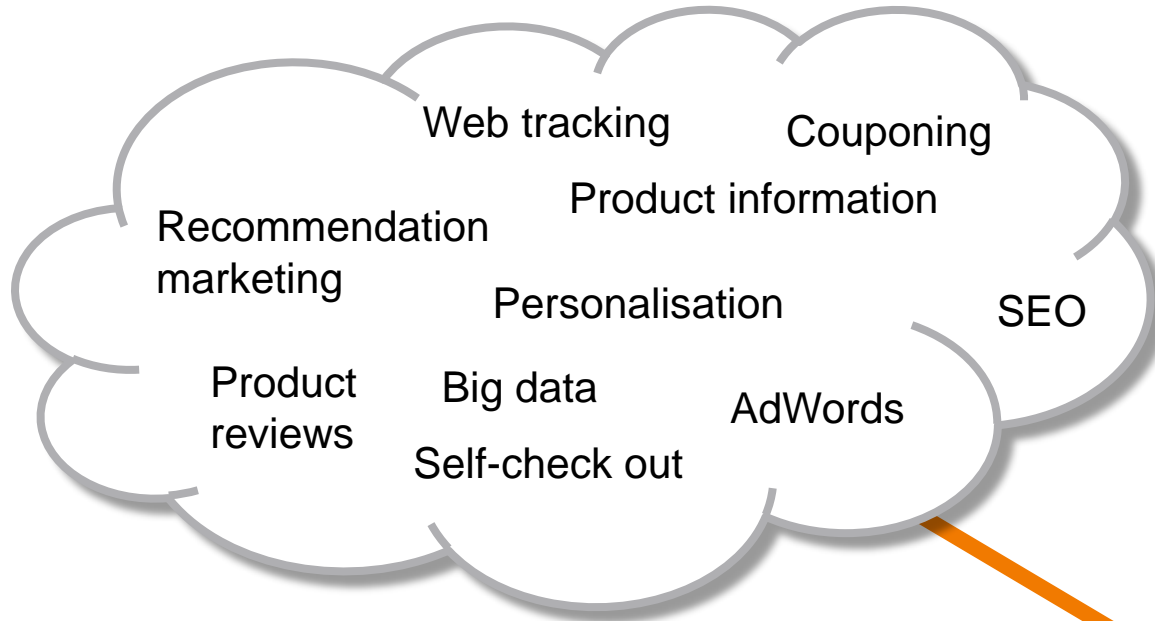 Web tracking
Couponing
Product information
Recommendation
marketing
Personalisation
SEO
Product
reviews
Big data
AdWords
Self-check out